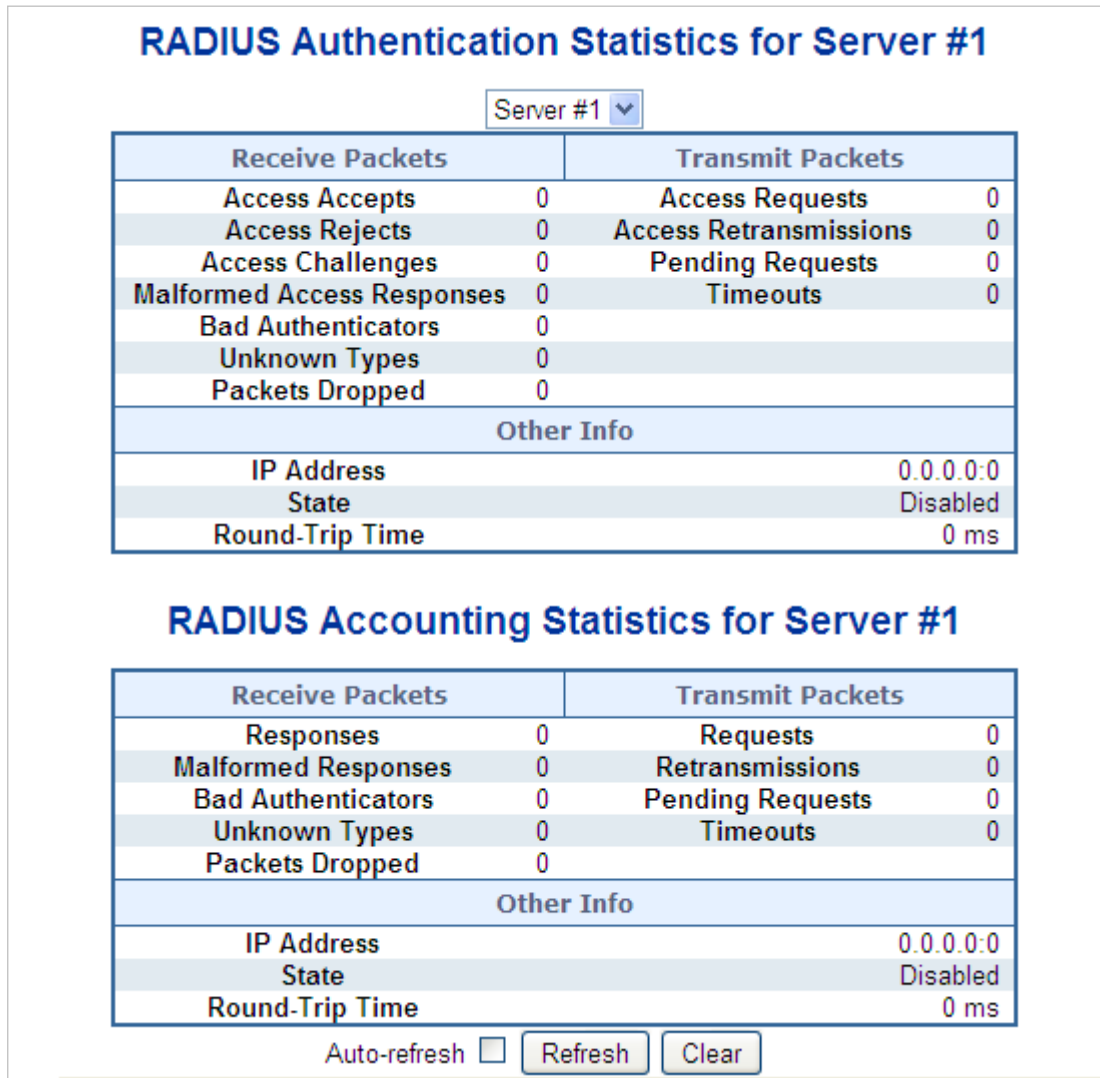 RADIUS Authentication Statistics for Server #1
Server #1
Receive Packets Transmit Packets
Access Accepts 0 Access Requests 0
Access Rejects 0 Access Retransmissions 0
Access Challenges 0 Pending Requests 0
Malformed Access Responses 0 Timeouts 0
Bad Authenticators 0
Unknown Types 0
Packets Dropped 0
Other Info
IP Address 0.0.0.0:0
State Disabled
Round-Trip Time 0 ms
RADIUS Accounting Statistics for Server #1
Receive Packets Transmit Packets
Responses 0 Requests 0
Malformed Responses 0 Retransmissions 0
Bad Authenticators 0 Pending Requests 0
Unknown Types 0 Timeouts 0
Packets Dropped 0
Other Info
IP Address 0.0.0.0:0
State Disabled
Round-Trip Time 0 ms
Auto-refresh Refresh Clear